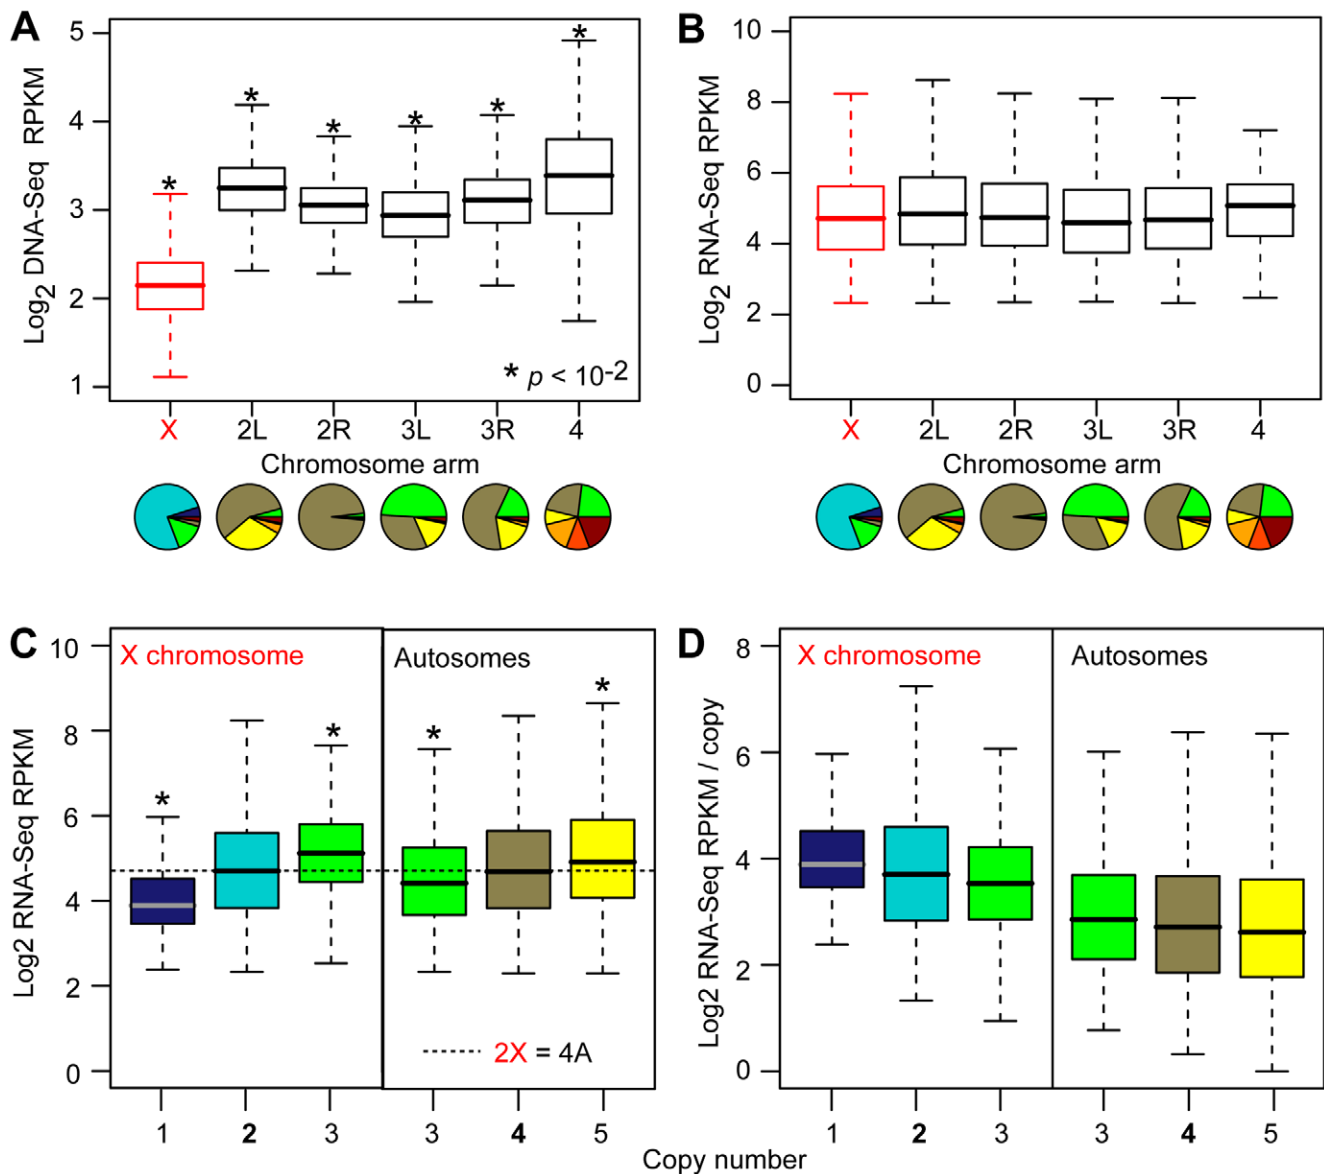 A
Log2 DNA-Seq RPKM
5
4
3
2
1
*
*
*
*
*
*
* p < 10-2
X 2L 2R 3L 3R 4
Chromosome arm
B
Log2 RNA-Seq RPKM
10
8
6
4
2
0
X 2L 2R 3L 3R 4
Chromosome arm
C
Log2 RNA-Seq RPKM
10
8
6
4
2
0
X chromosome
Autosomes
*
*
*
*
2X = 4A
1 2 3 3 4 5
D
Log2 RNA-Seq RPKM / copy
8
6
4
2
0
X chromosome
Autosomes
1 2 3 3 4 5
Copy number